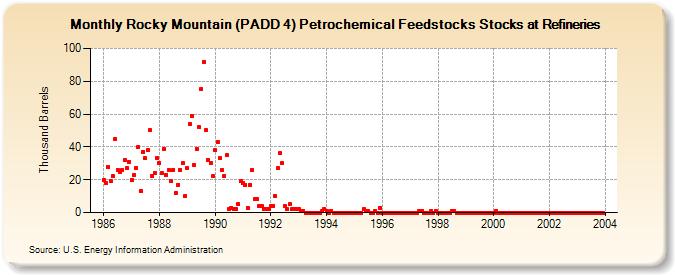 Monthly Rocky Mountain (PADD 4) Petrochemical Feedstocks Stocks at Refineries
Thousand Barrels
100
80
60
40
20
0
1986 1988 1990 1992 1994 1996 1998 2000 2002 2004
Source: U.S. Energy Information Administration